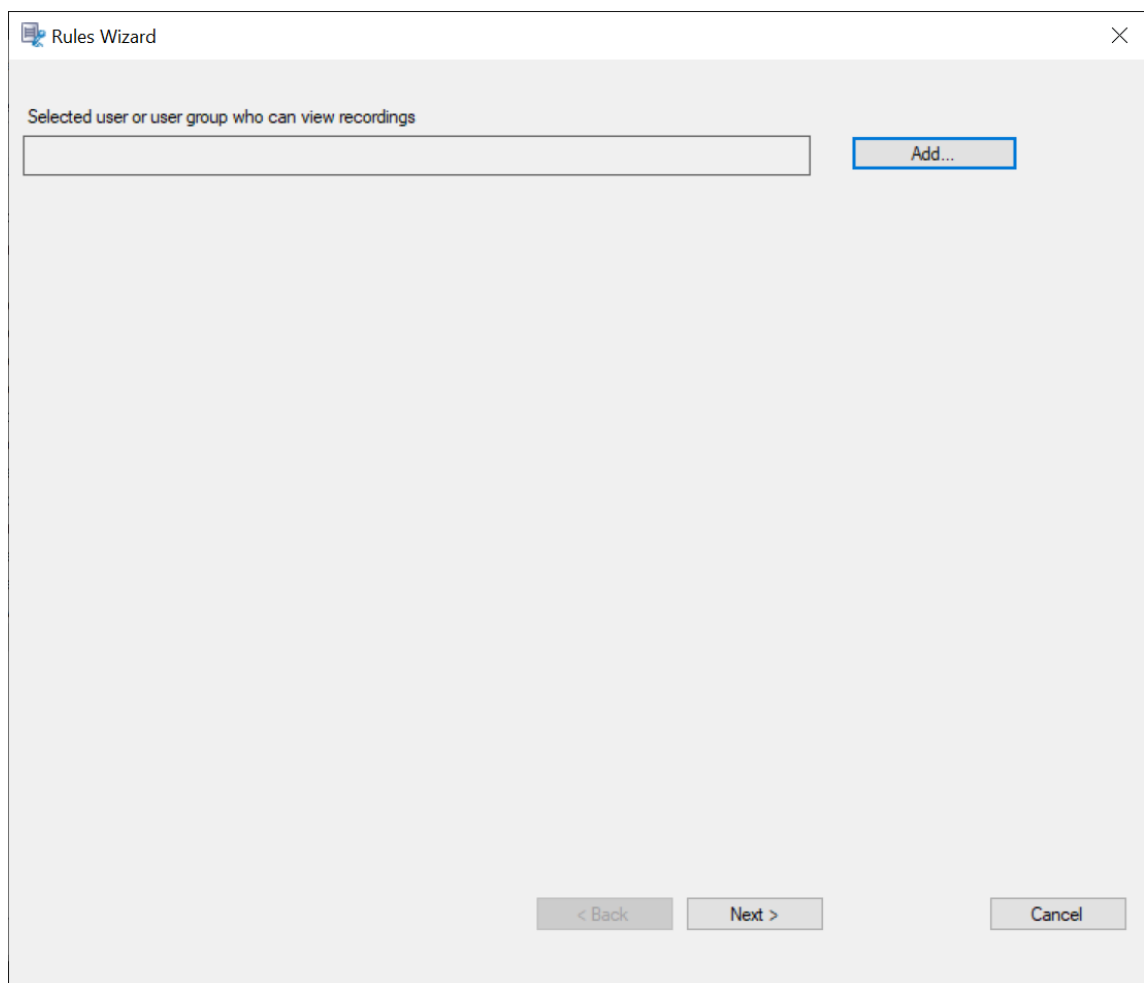 Rules Wizard
Selected user or user group who can view recordings
Add...
< Back
Next >
Cancel